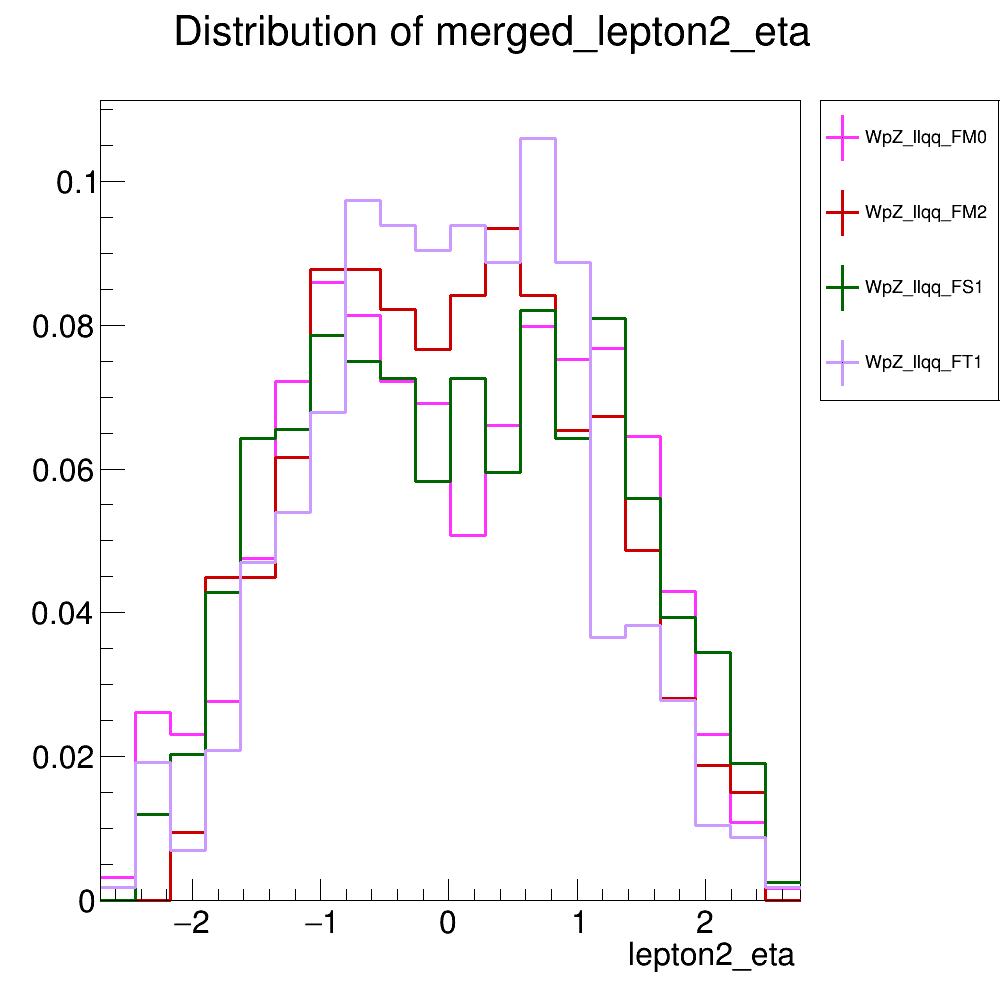 Distribution of merged_lepton2_eta
WpZ_llqq_FM0
WpZ_llqq_FM2
WpZ_llqq_FS1
WpZ_llqq_FT1
0.1
0.08
0.06
0.04
0.02
0
−2 −1 0 1 2
lepton2_eta